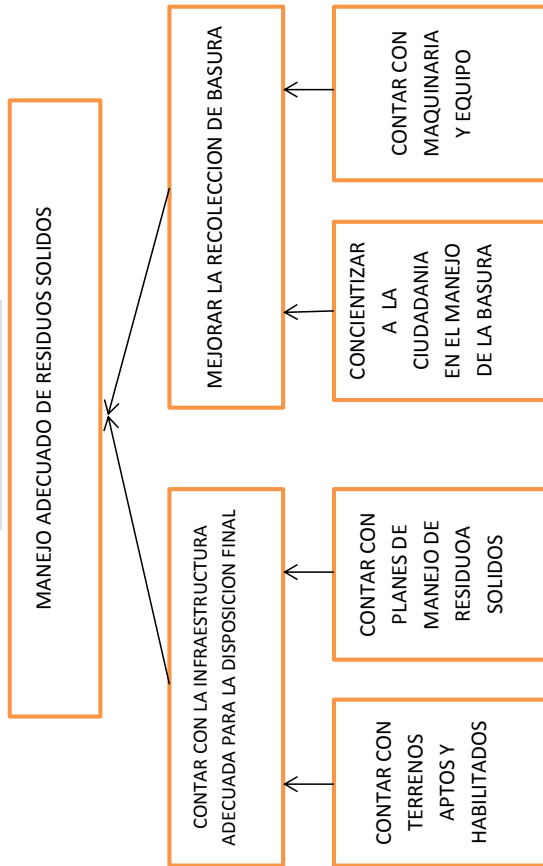 MANEJO ADECUADO DE RESIDUOS SOLIDOS
CONTAR CON LA INFRAESTRUCTURA
ADECUADA PARA LA DISPOSICION FINAL
MEJORAR LA RECOLECCION DE BASURA
CONTAR CON
TERRENOS
APTOS Y
HABILITADOS
CONTAR CON
PLANES DE
MANEJO DE
RESIDUOA
SOLIDOS
CONCIENTIZAR
A LA
CIUDADANIA
EN EL MANEJO
DE LA BASURA
CONTAR CON
MAQUINARIA
Y EQUIPO